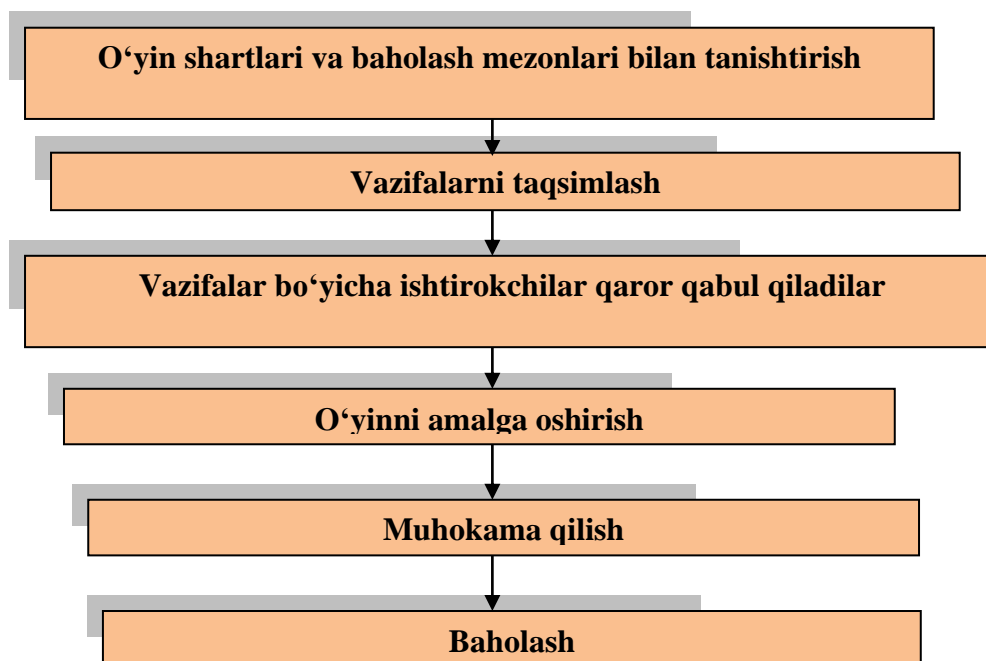 O‘yin shartlari va baholash mezonlari bilan tanishtirish
Vazifalarni taqsimlash
Vazifalar bo‘yicha ishtirokchilar qaror qabul qiladilar
O‘yinni amalga oshirish
Muhokama qilish
Baholash